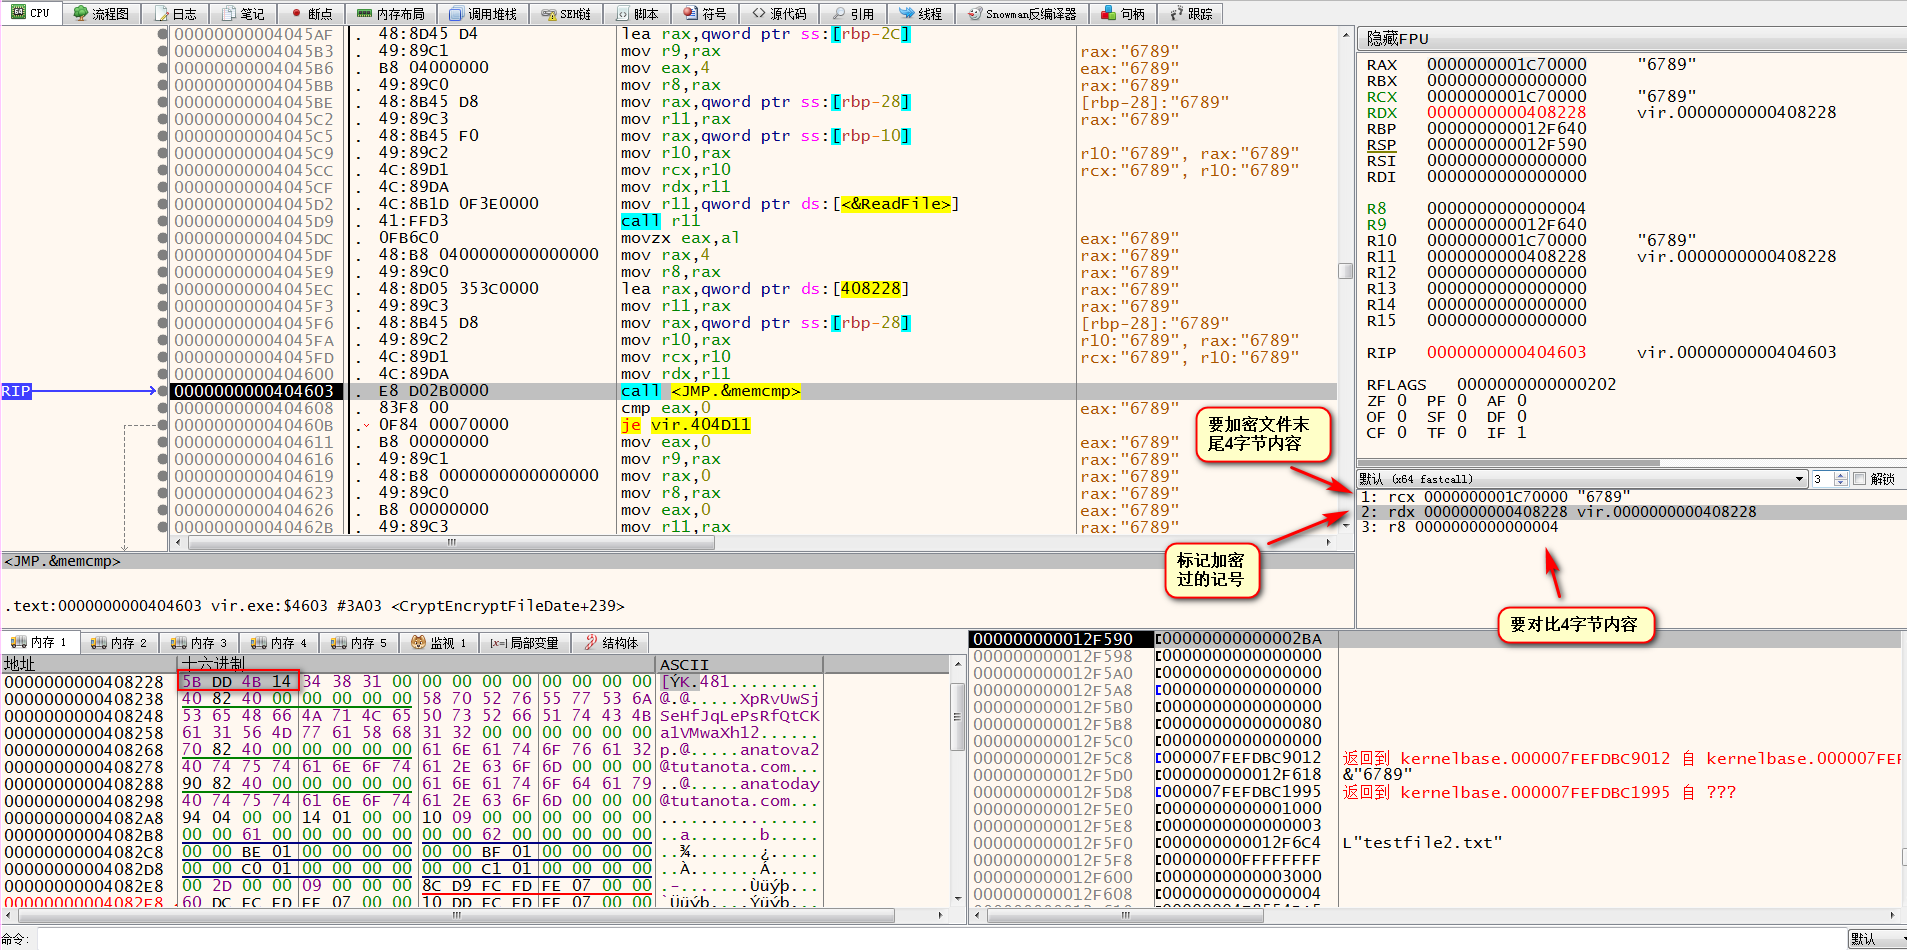 CPU 流程图 日志 笔记 断点 内存布局 调用堆栈 SEH链 脚本 符号 源代码 引用 线程 Snowman反编译器 句柄 跟踪
00000000004045AF . 48:8D45 D4 lea rax,qword ptr ss:[rbp-2C]
00000000004045B3 . 49:89C1 mov r9,rax rax:"6789"
00000000004045B6 . B8 04000000 mov eax,4 eax:"6789"
00000000004045BB . 49:89C0 mov r8,rax rax:"6789"
00000000004045BE . 48:8B45 D8 mov rax,qword ptr ss:[rbp-28] [rbp-28]:"6789"
00000000004045C2 . 49:89C3 mov r11,rax rax:"6789"
00000000004045C5 . 48:8B45 F0 mov rax,qword ptr ss:[rbp-10]
00000000004045C9 . 49:89C2 mov r10,rax r10:"6789", rax:"6789"
00000000004045CC . 4C:89D1 mov rcx,r10 rcx:"6789", r10:"6789"
00000000004045CF . 4C:89DA mov rdx,r11
00000000004045D2 . 4C:8B1D 0F3E0000 mov r11,qword ptr ds:[<&ReadFile>]
00000000004045D9 . 41:FFD3 call r11
00000000004045DC . 0FB6C0 movzx eax,al eax:"6789"
00000000004045DF . 48:B8 0400000000000000 mov rax,4 rax:"6789"
00000000004045E9 . 49:89C0 mov r8,rax rax:"6789"
00000000004045EC . 48:8D05 353C0000 lea rax,qword ptr ds:[408228] rax:"6789"
00000000004045F3 . 49:89C3 mov r11,rax rax:"6789"
00000000004045F6 . 48:8B45 D8 mov rax,qword ptr ss:[rbp-28] [rbp-28]:"6789"
00000000004045FA . 49:89C2 mov r10,rax r10:"6789", rax:"6789"
00000000004045FD . 4C:89D1 mov rcx,r10 rcx:"6789", r10:"6789"
0000000000404600 . 4C:89DA mov rdx,r11
RIP 0000000000404603 . E8 D02B0000 call <JMP.&memcmp>
0000000000404608 . 83F8 00 cmp eax,0 eax:"6789"
000000000040460B . 0F84 00070000 je vir.404D11
0000000000404611 . B8 00000000 mov eax,0 eax:"6789"
0000000000404616 . 49:89C1 mov r9,rax rax:"6789"
0000000000404619 . 48:B8 0000000000000000 mov rax,0 rax:"6789"
0000000000404623 . 49:89C0 mov r8,rax rax:"6789"
0000000000404626 . B8 00000000 mov eax,0 eax:"6789"
000000000040462B . 49:89C3 mov r11,rax rax:"6789"
隐藏FPU
RAX 0000000001C70000 "6789"
RBX 0000000000000000
RCX 0000000001C70000 "6789"
RDX 0000000000408228 vir.0000000000408228
RBP 000000000012F640
RSP 000000000012F590
RSI 0000000000000000
RDI 0000000000000000
R8 0000000000000004
R9 000000000012F640
R10 0000000001C70000 "6789"
R11 0000000000408228 vir.0000000000408228
R12 0000000000000000
R13 0000000000000000
R14 0000000000000000
R15 0000000000000000
RIP 0000000000404603 vir.0000000000404603
RFLAGS 0000000000000202
ZF 0 PF 0 AF 0
OF 0 SF 0 DF 0
CF 0 TF 0 IF 1
要加密文件末
尾4字节内容
默认 (x64 fastcall) 3 解锁
1: rcx 0000000001C70000 "6789"
2: rdx 0000000000408228 vir.0000000000408228
3: r8 0000000000000004
标记加密
过的记号
要对比4字节内容
<JMP.&memcmp>
.text:0000000000404603 vir.exe:$4603 #3A03 <CryptEncryptFileDate+239>
内存 1 内存 2 内存 3 内存 4 内存 5 监视 1 [x=] 局部变量 结构体
地址 十六进制 ASCII
0000000000408228 5B DD 4B 14 34 38 31 00 00 00 00 00 00 00 00 00 [ÝK.481.........
0000000000408238 40 82 40 00 00 00 00 00 58 70 52 76 55 77 53 6A @.@.....XpRvUwSj
0000000000408248 53 65 48 66 4A 71 4C 65 50 73 52 66 51 74 43 4B SeHfJqLePsRfQtCK
0000000000408258 61 31 56 4D 77 61 58 68 31 32 00 00 00 00 00 00 a1VMwaXh12......
0000000000408268 70 82 40 00 00 00 00 00 61 6E 61 74 6F 76 61 32 p.@.....anatova2
0000000000408278 40 74 75 74 61 6E 6F 74 61 2E 63 6F 6D 00 00 00 @tutanota.com...
0000000000408288 90 82 40 00 00 00 00 00 61 6E 61 74 6F 64 61 79 ..@.....anatoday
0000000000408298 40 74 75 74 61 6E 6F 74 61 2E 63 6F 6D 00 00 00 @tutanota.com...
00000000004082A8 94 04 00 00 14 01 00 00 10 09 00 00 00 00 00 00 ................
00000000004082B8 00 00 61 00 00 00 00 00 00 00 62 00 00 00 00 00 ..a.......b.....
00000000004082C8 00 00 BE 01 00 00 00 00 00 00 BF 01 00 00 00 00 ..¾.......¿.....
00000000004082D8 00 00 C0 01 00 00 00 00 00 00 C1 01 00 00 00 00 ..À.......Á.....
00000000004082E8 00 2D 00 00 09 00 00 00 8C D9 FC FD FE 07 00 00 .-.......Ùüýþ...
00000000004082F8 60 DC FC FD FE 07 00 00 10 DD FC FD FE 07 00 00 `Üüýþ....Ýüýþ...
000000000012F590 00000000000002BA
000000000012F598 0000000000000000
000000000012F5A0 0000000000000000
000000000012F5A8 0000000000000000
000000000012F5B0 0000000000000000
000000000012F5B8 0000000000000080
000000000012F5C0 0000000000000000
000000000012F5C8 000007FEFDBC9012 返回到 kernelbase.000007FEFDBC9012 自 kernelbase.000007FEF
000000000012F5D0 000000000012F618 &"6789"
000000000012F5D8 000007FEFDBC1995 返回到 kernelbase.000007FEFDBC1995 自 ???
000000000012F5E0 0000000000001000
000000000012F5E8 0000000000000003
000000000012F5F0 000000000012F6C4 L"testfile2.txt"
000000000012F5F8 00000000FFFFFFFF
000000000012F600 0000000000003000
000000000012F608 0000000000000004
命令: 默认